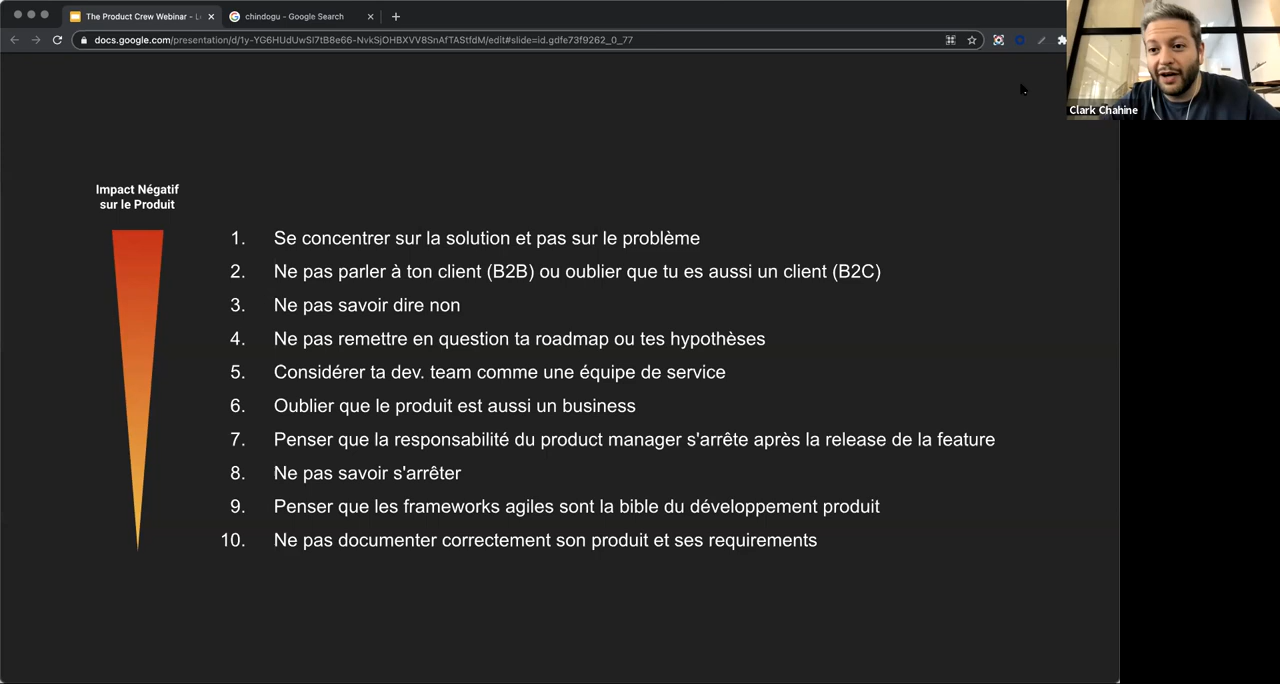 The Product Crew Webinar - L
chindogu - Google Search
docs.google.com/presentation/d/1y-YG6HUdUwSl7tB8e66-NvkSjOHBXVV8SnAfTAStfdM/edit#slide=id.gdfe73f9262_0_77
Clark Chahine
Impact Négatif
sur le Produit
1. Se concentrer sur la solution et pas sur le problème
2. Ne pas parler à ton client (B2B) ou oublier que tu es aussi un client (B2C)
3. Ne pas savoir dire non
4. Ne pas remettre en question ta roadmap ou tes hypothèses
5. Considérer ta dev. team comme une équipe de service
6. Oublier que le produit est aussi un business
7. Penser que la responsabilité du product manager s'arrête après la release de la feature
8. Ne pas savoir s'arrêter
9. Penser que les frameworks agiles sont la bible du développement produit
10. Ne pas documenter correctement son produit et ses requirements